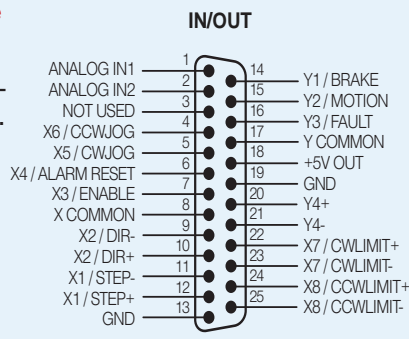 IN/OUT
1
ANALOG IN1
2
ANALOG IN2
3
NOT USED
4
X6 / CCWJOG
5
X5 / CWJOG
6
X4 / ALARM RESET
7
X3 / ENABLE
8
X COMMON
9
X2 / DIR-
10
X2 / DIR+
11
X1 / STEP-
12
X1 / STEP+
13
GND
14
Y1 / BRAKE
15
Y2 / MOTION
16
Y3 / FAULT
17
Y COMMON
18
+5V OUT
19
GND
20
Y4+
21
Y4-
22
X7 / CWLIMIT+
23
X7 / CWLIMIT-
24
X8 / CCWLIMIT+
25
X8 / CCWLIMIT-